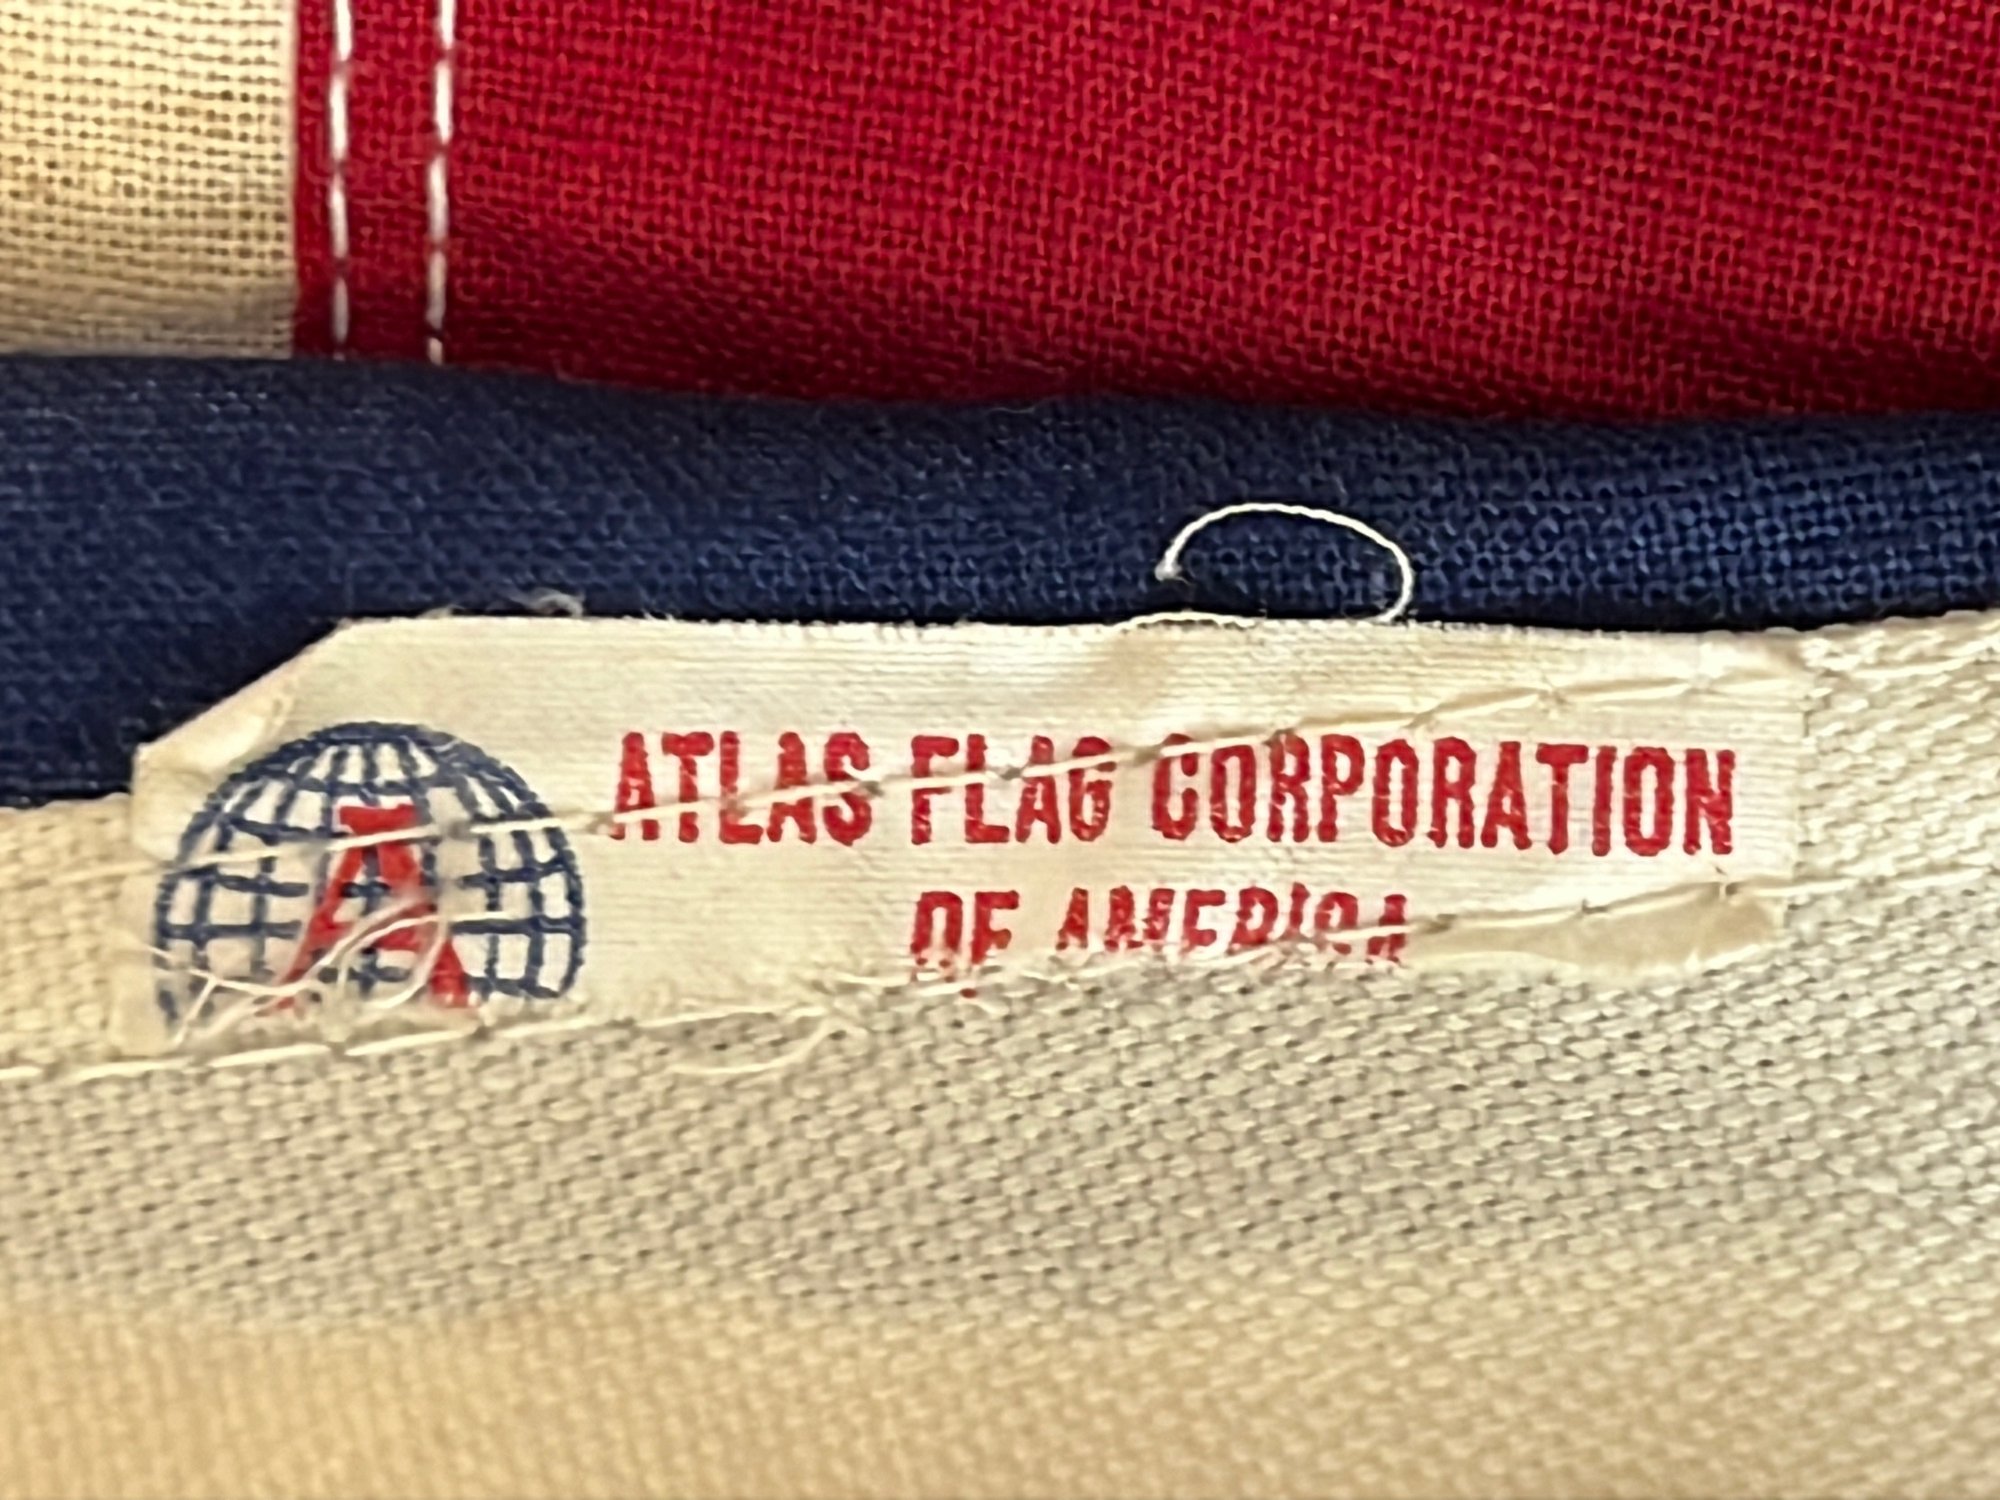 A
ATLAS FLAG CORPORATION
OF AMERICA